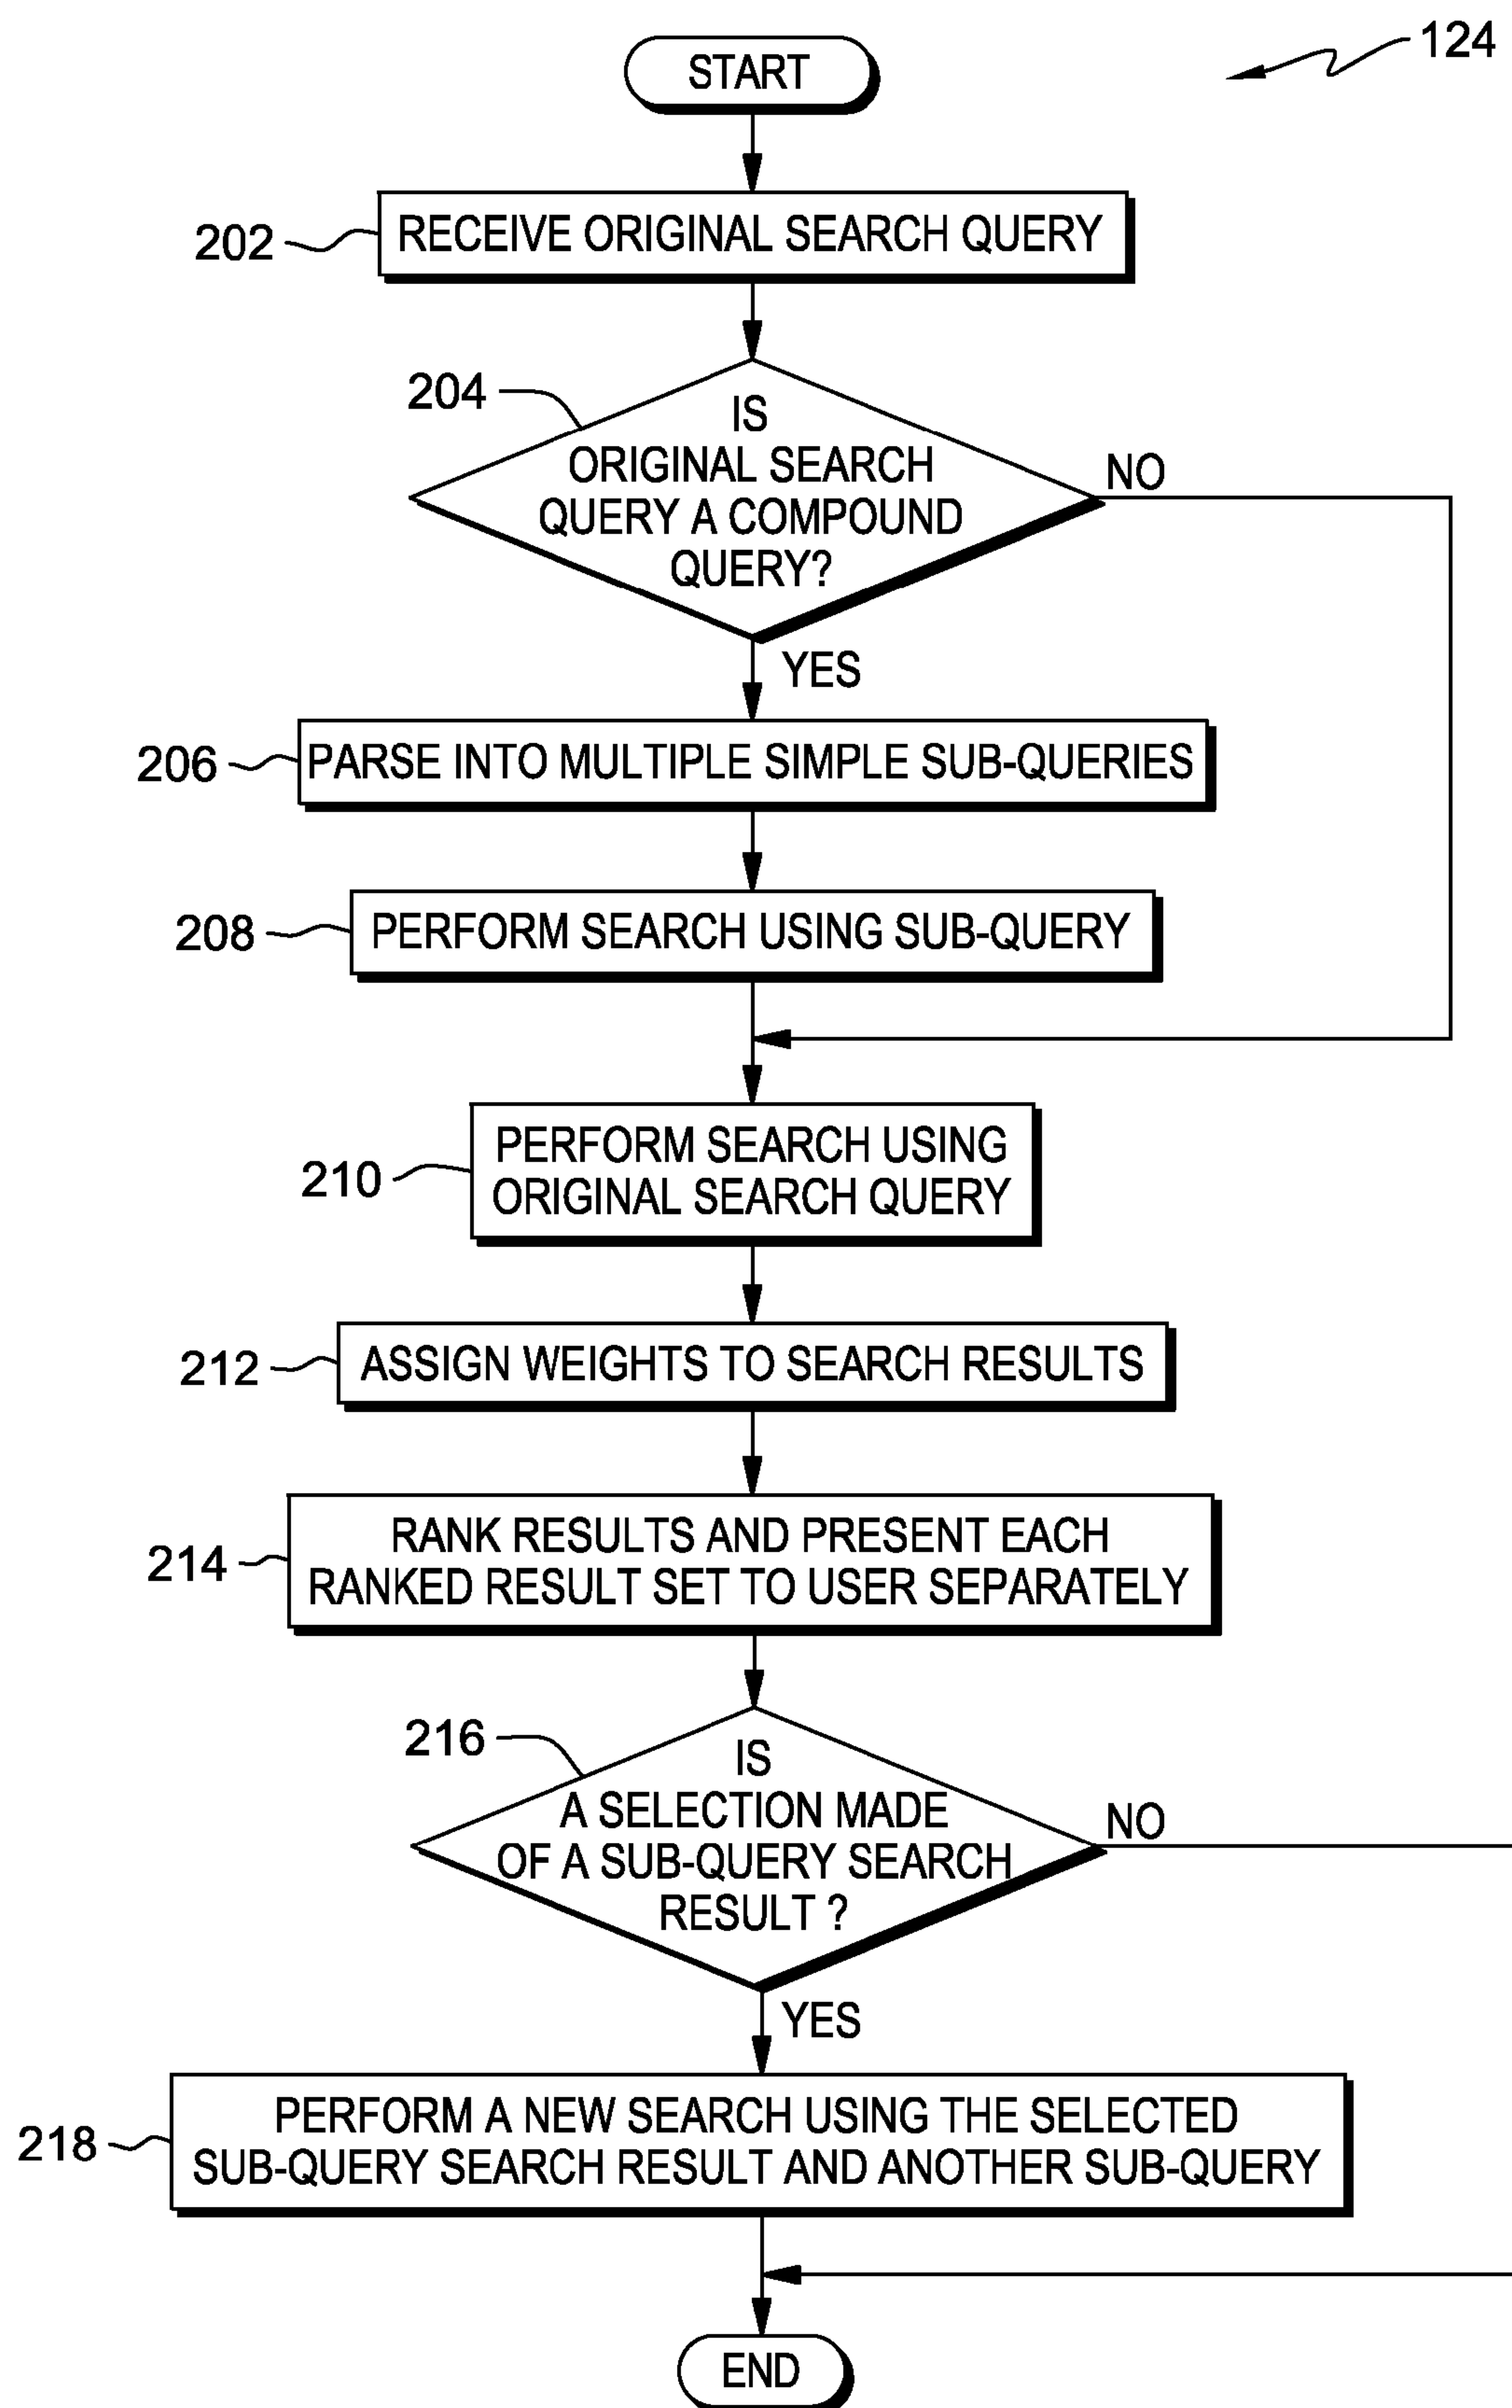 124
START
202
RECEIVE ORIGINAL SEARCH QUERY
204
IS
ORIGINAL SEARCH
QUERY A COMPOUND
QUERY?
NO
YES
206
PARSE INTO MULTIPLE SIMPLE SUB-QUERIES
208
PERFORM SEARCH USING SUB-QUERY
210
PERFORM SEARCH USING
ORIGINAL SEARCH QUERY
212
ASSIGN WEIGHTS TO SEARCH RESULTS
214
RANK RESULTS AND PRESENT EACH
RANKED RESULT SET TO USER SEPARATELY
216
IS
A SELECTION MADE
OF A SUB-QUERY SEARCH
RESULT ?
NO
YES
218
PERFORM A NEW SEARCH USING THE SELECTED
SUB-QUERY SEARCH RESULT AND ANOTHER SUB-QUERY
END